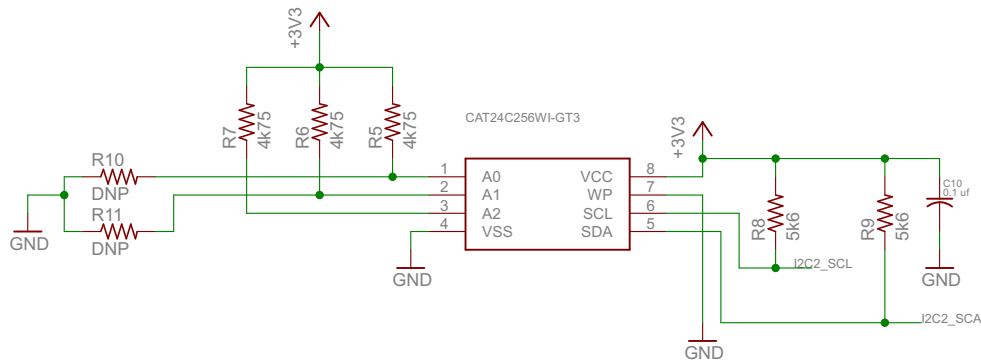 +3V3
R7
4k75
R6
4k75
R5
4k75
CAT24C256WI-GT3
+3V3
R10
DNP
R11
DNP
GND
1
A0
2
A1
3
A2
4
VSS
VCC
8
WP
7
SCL
6
SDA
5
R8
5k6
R9
5k6
C10
0.1 uf
GND
GND
I2C2_SCL
I2C2_SCA
GND